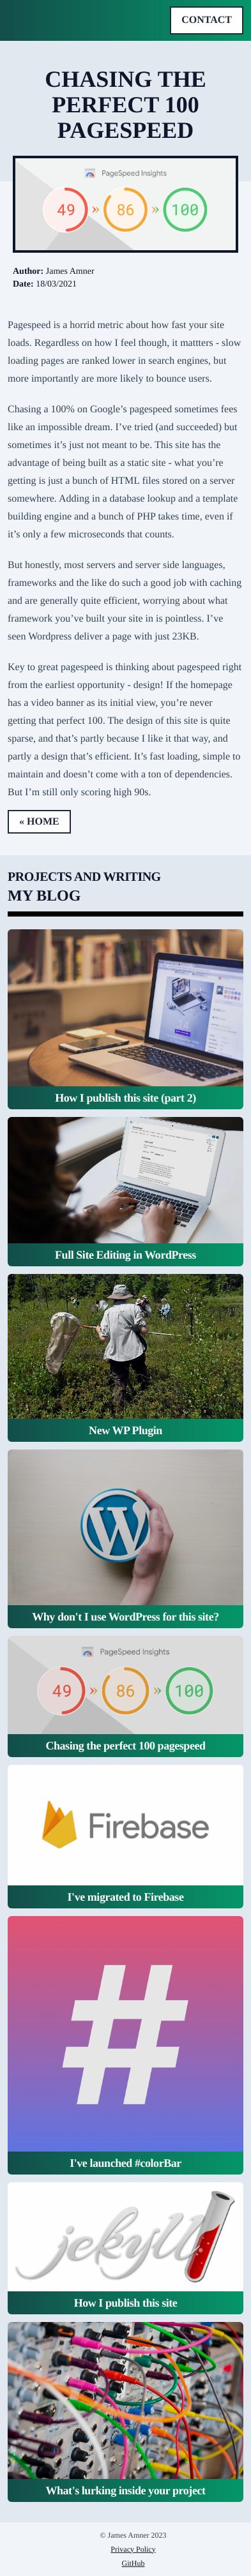 CONTACT
CHASING THE
PERFECT 100
PAGESPEED
PageSpeed Insights
49 » 86 » 100
Author: James Amner
Date: 18/03/2021
Pagespeed is a horrid metric about how fast your site
loads. Regardless on how I feel though, it mattters - slow
loading pages are ranked lower in search engines, but
more importantly are more likely to bounce users.
Chasing a 100% on Google’s pagespeed sometimes fees
like an impossible dream. I’ve tried (and succeeded) but
sometimes it’s just not meant to be. This site has the
advantage of being built as a static site - what you’re
getting is just a bunch of HTML files stored on a server
somewhere. Adding in a database lookup and a template
building engine and a bunch of PHP takes time, even if
it’s only a few microseconds that counts.
But honestly, most servers and server side languages,
frameworks and the like do such a good job with caching
and are generally quite efficient, worrying about what
framework you’ve built your site in is pointless. I’ve
seen Wordpress deliver a page with just 23KB.
Key to great pagespeed is thinking about pagespeed right
from the earliest opportunity - design! If the homepage
has a video banner as its initial view, you’re never
getting that perfect 100. The design of this site is quite
sparse, and that’s partly because I like it that way, and
partly a design that’s efficient. It’s fast loading, simple to
maintain and doesn’t come with a ton of dependencies.
But I’m still only scoring high 90s.
« HOME
PROJECTS AND WRITING
MY BLOG
How I publish this site (part 2)
Full Site Editing in WordPress
New WP Plugin
Why don't I use WordPress for this site?
PageSpeed Insights
49 » 86 » 100
Chasing the perfect 100 pagespeed
Firebase
I've migrated to Firebase
#
I've launched #colorBar
jekyll
How I publish this site
What's lurking inside your project
© James Amner 2023
Privacy Policy
GitHub